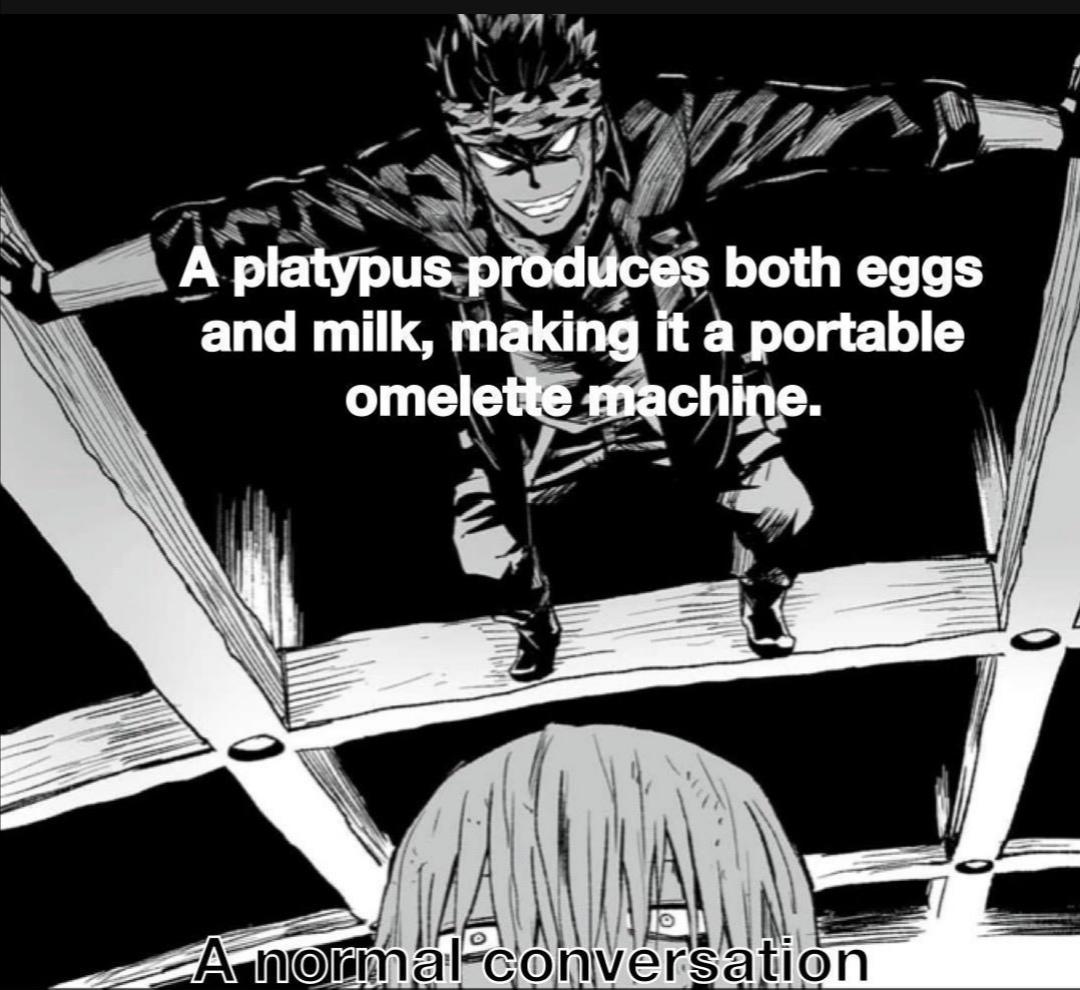 A platypus produces both eggs
and milk, making it a portable
omelette machine.
A normal conversation